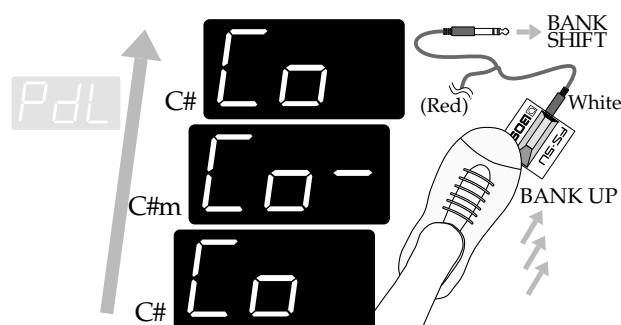 BANK
SHIFT
Co
C#
PdL
(Red)
White
BOSS
FS-5U
Co-
C#m
BANK UP
Co
C#